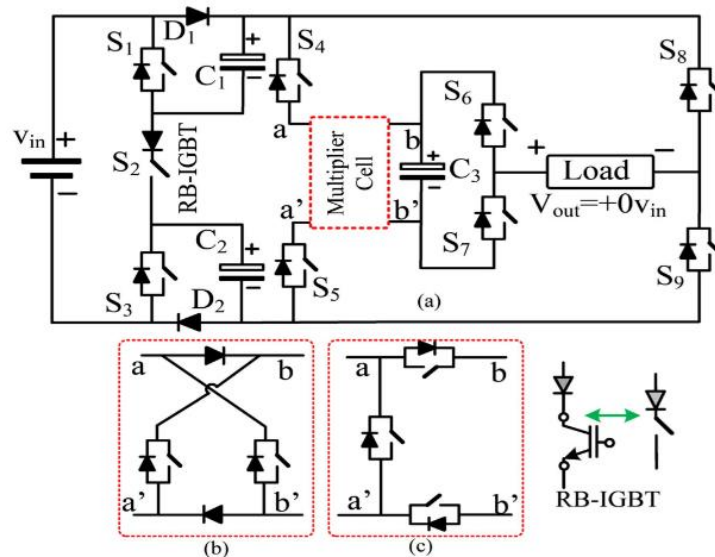 D1
S1
+
−
C1
S4
S8
vin
+
−
S2
RB-IGBT
a
b
a'
b'
Multiplier
Cell
+
−
C3
S6
S7
+
Load
−
Vout=+0vin
C2
+
−
S3
D2
S5
S9
(a)
a
b
a'
b'
(b)
a
b
a'
b'
(c)
RB-IGBT